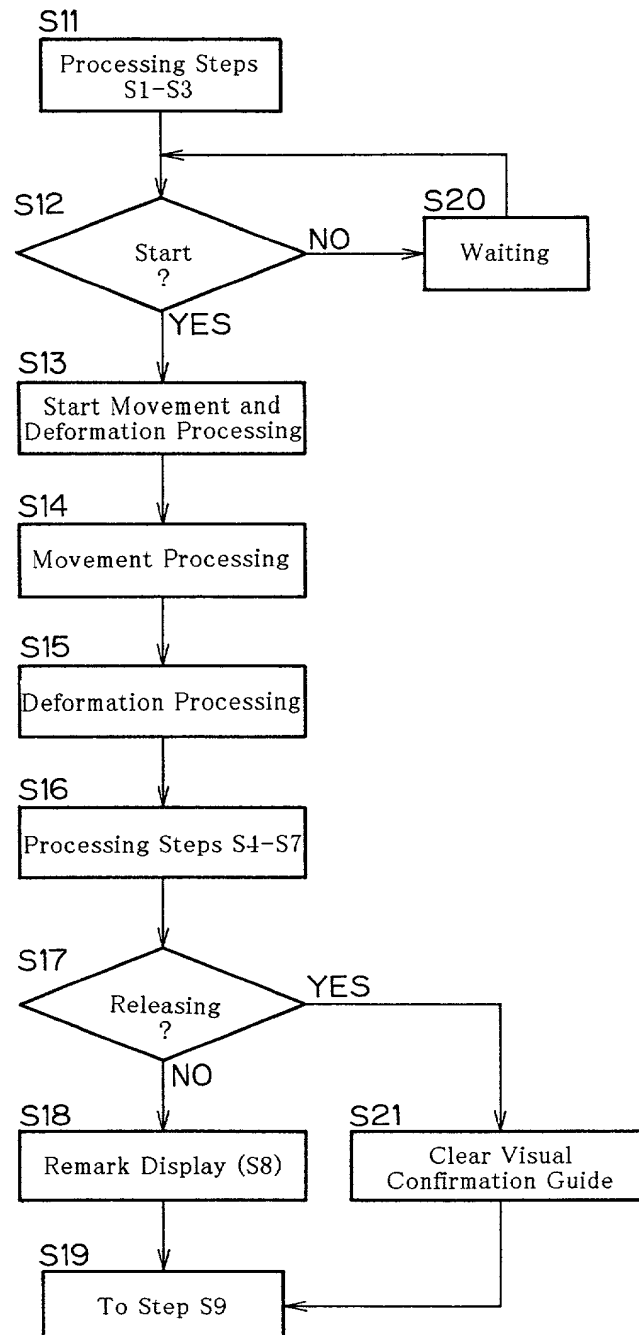 S11
Processing Steps
S1-S3
S12
Start
?
NO
S20
Waiting
YES
S13
Start Movement and
Deformation Processing
S14
Movement Processing
S15
Deformation Processing
S16
Processing Steps S4-S7
S17
Releasing
?
YES
NO
S18
Remark Display (S8)
S21
Clear Visual
Confirmation Guide
S19
To Step S9